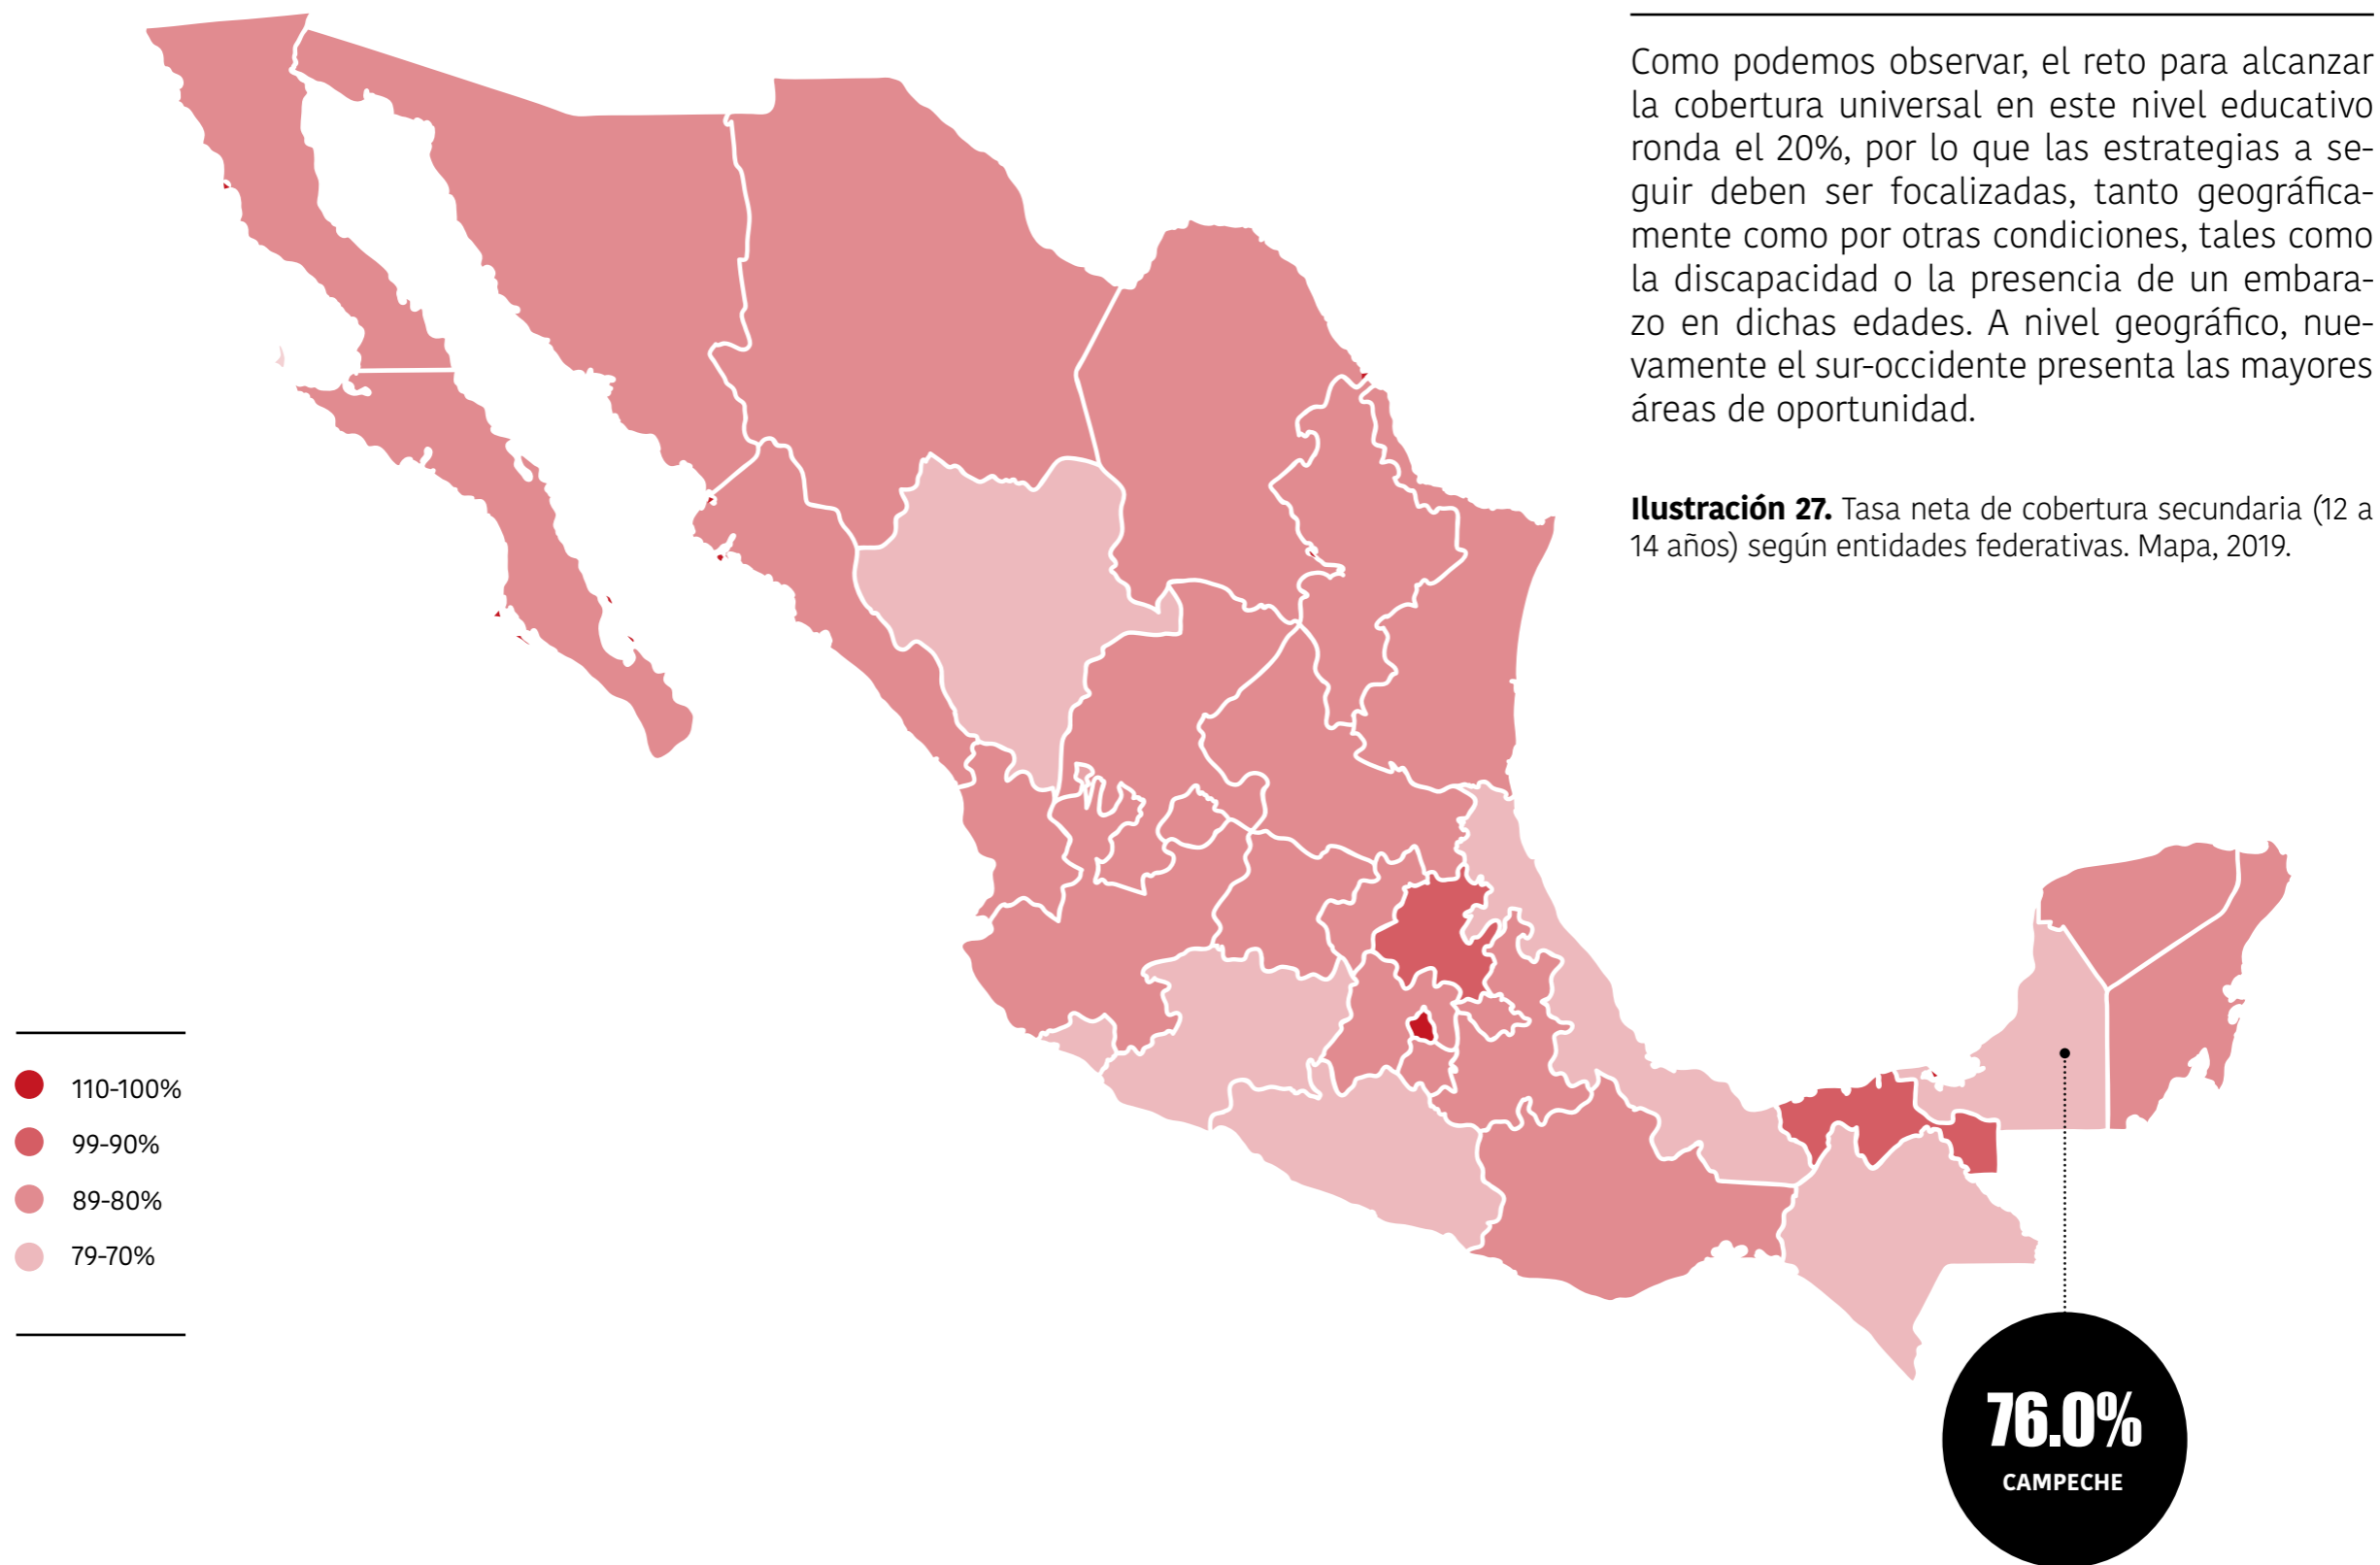 Como podemos observar, el reto para alcanzar
la cobertura universal en este nivel educativo
ronda el 20%, por lo que las estrategias a se-
guir deben ser focalizadas, tanto geográfica-
mente como por otras condiciones, tales como
la discapacidad o la presencia de un embara-
zo en dichas edades. A nivel geográfico, nue-
vamente el sur-occidente presenta las mayores
áreas de oportunidad.
Ilustración 27. Tasa neta de cobertura secundaria (12 a
14 años) según entidades federativas. Mapa, 2019.
110-100%
99-90%
89-80%
79-70%
76.0%
CAMPECHE